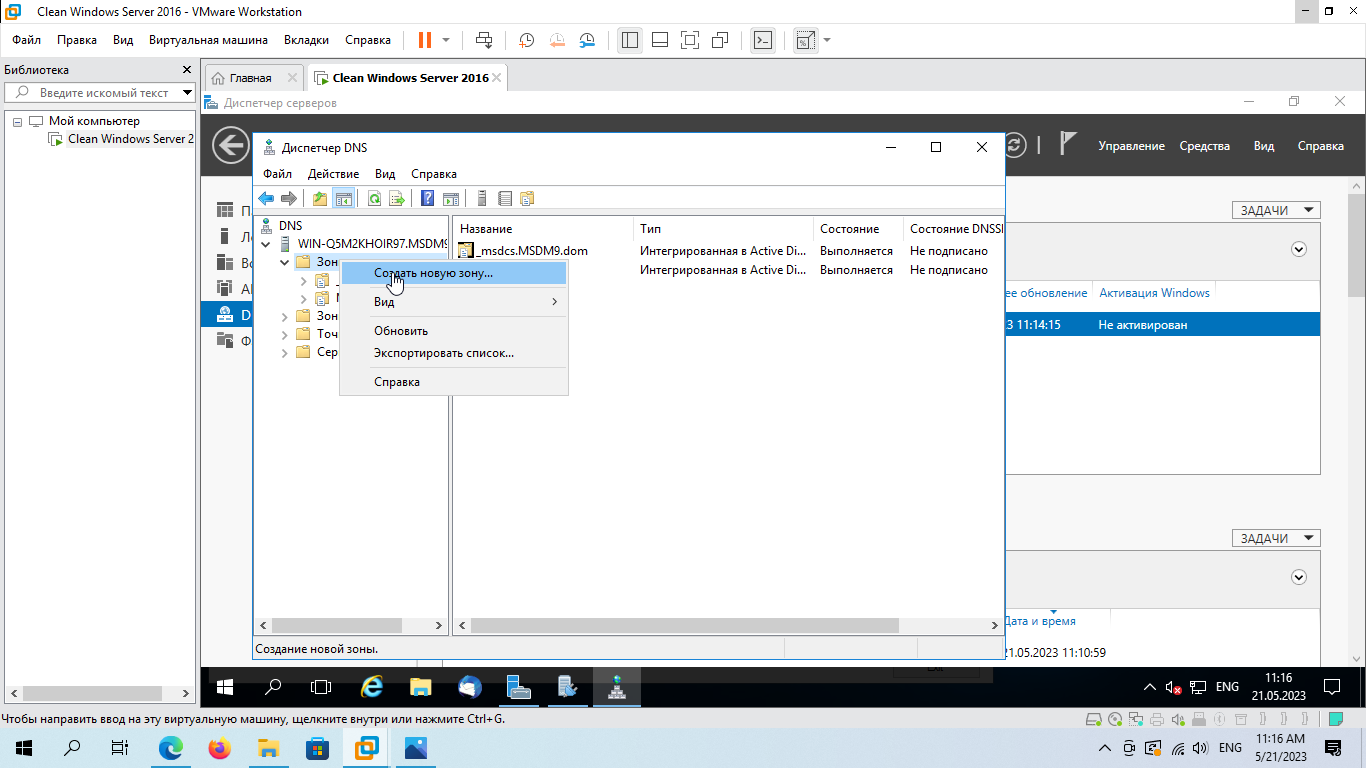 Clean Windows Server 2016 - VMware Workstation
Файл Правка Вид Виртуальная машина Вкладки Справка
Библиотека
Введите искомый текст
Мой компьютер
Clean Windows Server 2
Главная
Clean Windows Server 2016
Диспетчер серверов
Управление Средства Вид Справка
Диспетчер DNS
Файл Действие Вид Справка
DNS
WIN-Q5M2KHOIR97.MSDM9
Зон
Зон
Точ
Сер
Название Тип Состояние Состояние DNSSI
_msdcs.MSDM9.dom Интегрированная в Active Di... Выполняется Не подписано
Интегрированная в Active Di... Выполняется Не подписано
Создать новую зону...
Вид
Обновить
Экспортировать список...
Справка
Создание новой зоны.
ЗАДАЧИ
ее обновление Активация Windows
3 11:14:15 Не активирован
ЗАДАЧИ
Дата и время
21.05.2023 11:10:59
ENG
11:16
21.05.2023
Чтобы направить ввод на эту виртуальную машину, щелкните внутри или нажмите Ctrl+G.
ENG
11:16 AM
5/21/2023